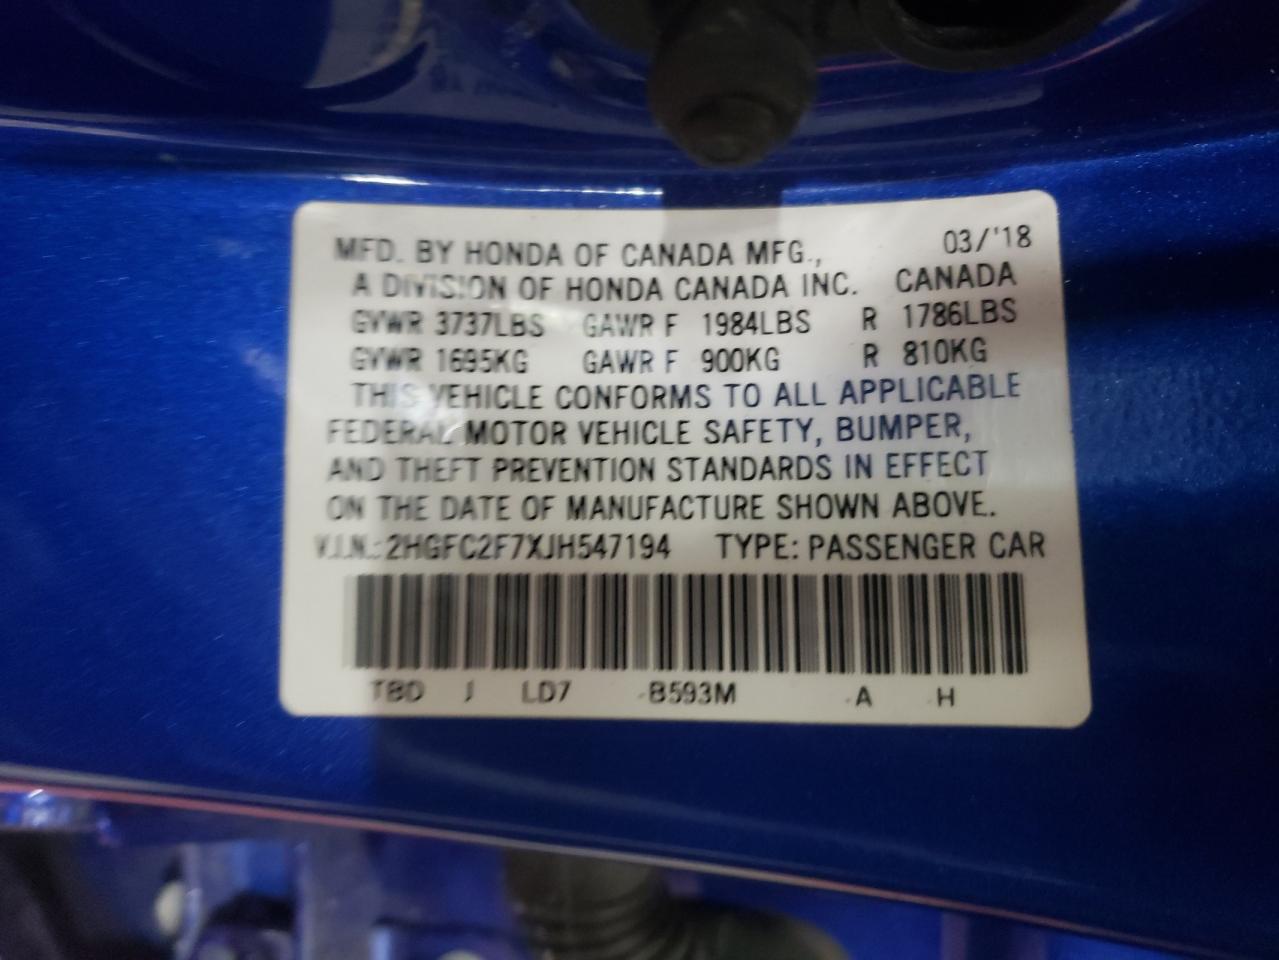 MFD. BY HONDA OF CANADA MFG., 03/'18
A DIVISION OF HONDA CANADA INC. CANADA
GVWR 3737LBS GAWR F 1984LBS R 1786LBS
GVWR 1695KG GAWR F 900KG R 810KG
THIS VEHICLE CONFORMS TO ALL APPLICABLE
FEDERAL MOTOR VEHICLE SAFETY, BUMPER,
AND THEFT PREVENTION STANDARDS IN EFFECT
ON THE DATE OF MANUFACTURE SHOWN ABOVE.
V.I.N.: 2HGFC2F7XJH547194 TYPE: PASSENGER CAR
TBD J LD7 -B593M -A -H